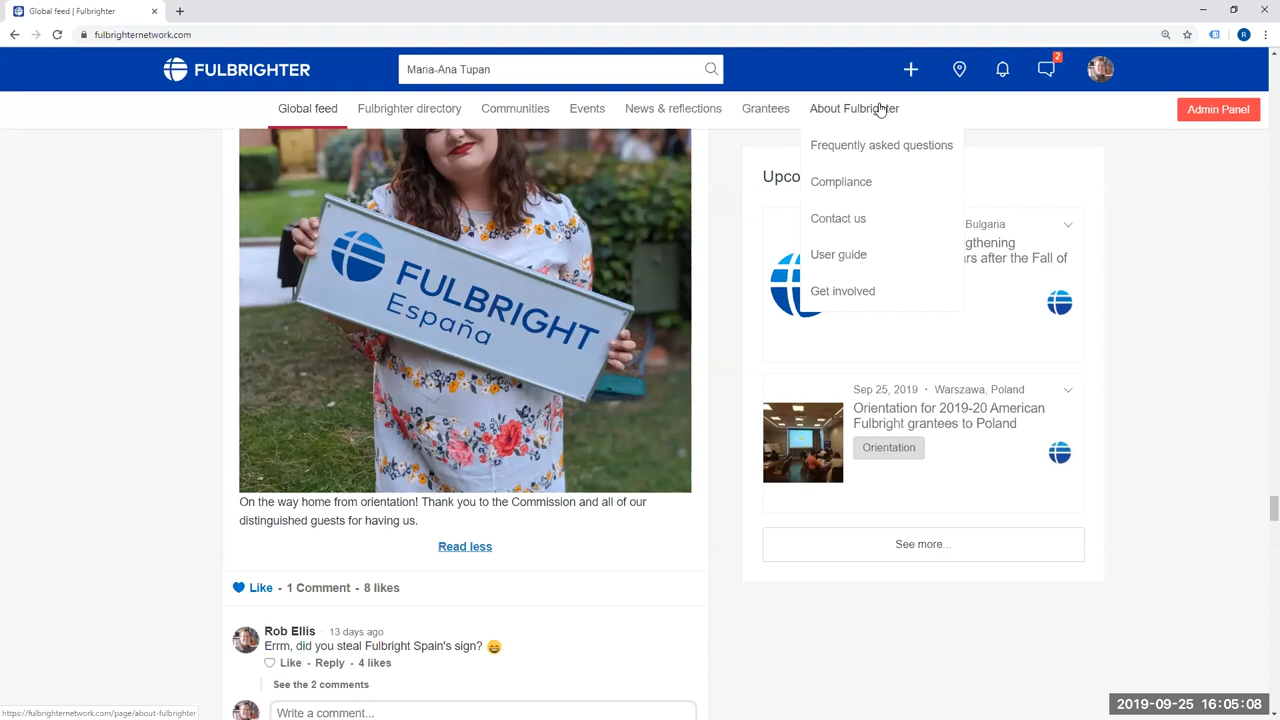 Global feed | Fulbrighter
fulbrighternetwork.com
R
FULBRIGHTER
Maria-Ana Tupan
2
Global feed
Fulbrighter directory
Communities
Events
News & reflections
Grantees
About Fulbrighter
Admin Panel
Frequently asked questions
Compliance
Contact us
User guide
Get involved
FULBRIGHT
España
On the way home from orientation! Thank you to the Commission and all of our
distinguished guests for having us.
Read less
Like - 1 Comment - 8 likes
Rob Ellis · 13 days ago
Errm, did you steal Fulbright Spain's sign?
Like - Reply - 4 likes
See the 2 comments
Write a comment...
Upco
Bulgaria
gthening
ars after the Fall of
Sep 25, 2019 · Warszawa, Poland
Orientation for 2019-20 American
Fulbright grantees to Poland
Orientation
See more...
https://fulbrighternetwork.com/page/about-fulbrighter
2019-09-25 16:05:08